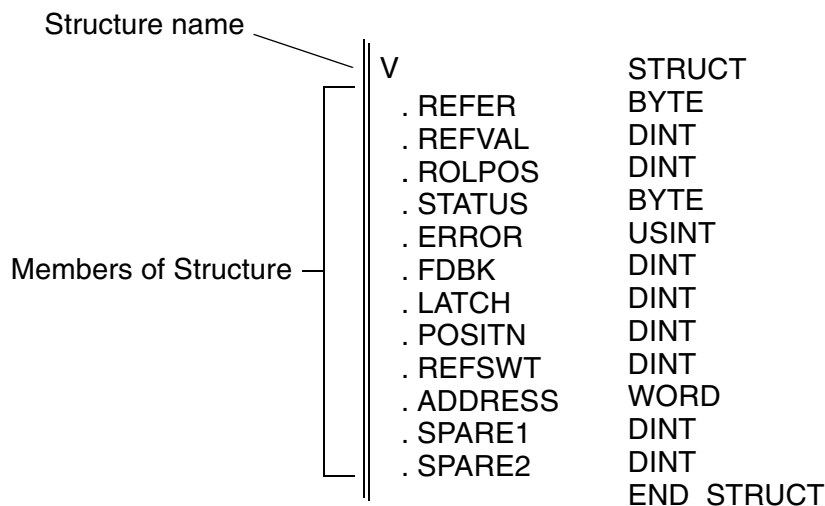 Structure name
V STRUCT
. REFER BYTE
. REFVAL DINT
. ROLPOS DINT
. STATUS BYTE
. ERROR USINT
Members of Structure
. FDBK DINT
. LATCH DINT
. POSITN DINT
. REFSWT DINT
. ADDRESS WORD
. SPARE1 DINT
. SPARE2 DINT
END STRUCT